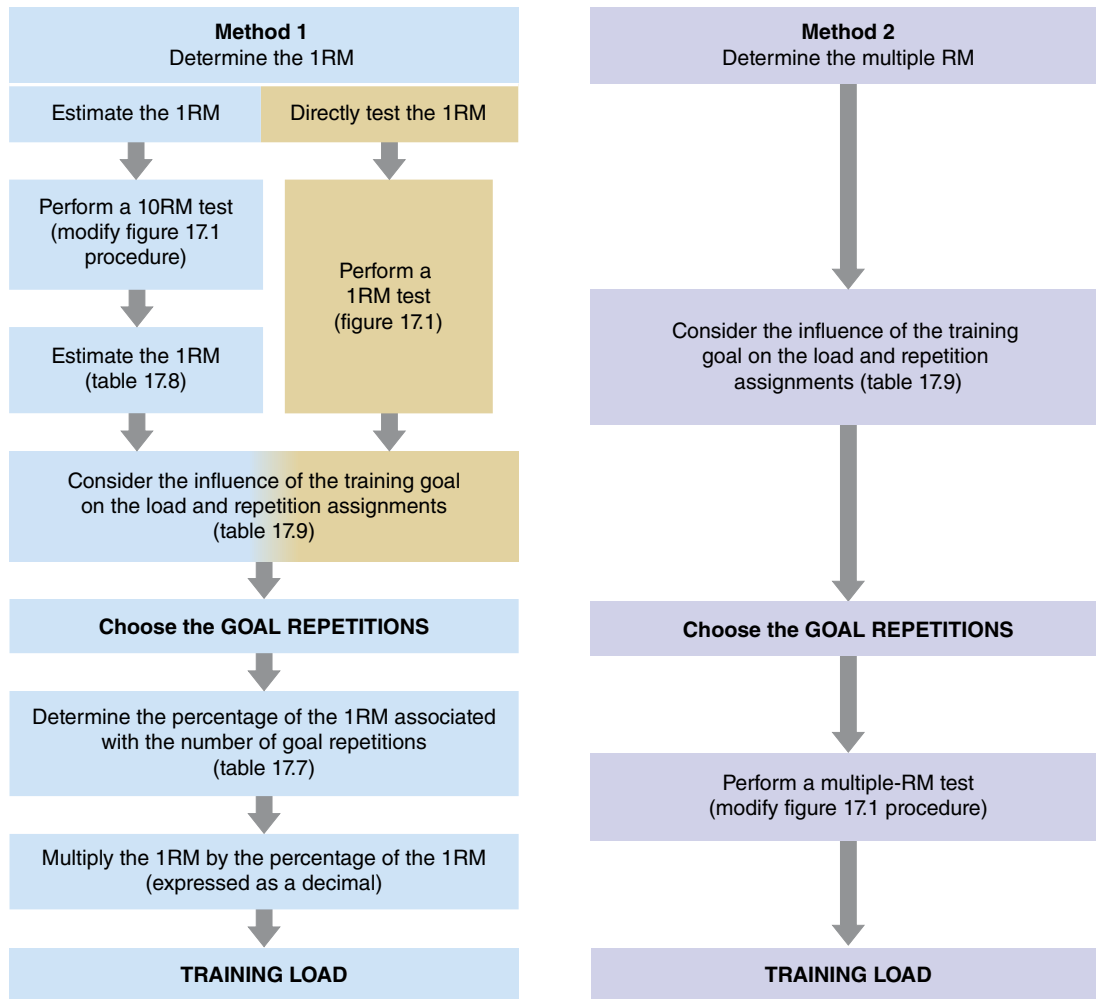 Method 1
Determine the 1RM
Estimate the 1RM
Directly test the 1RM
Perform a 10RM test
(modify figure 17.1
procedure)
Estimate the 1RM
(table 17.8)
Perform a
1RM test
(figure 17.1)
Consider the influence of the training goal
on the load and repetition assignments
(table 17.9)
Choose the GOAL REPETITIONS
Determine the percentage of the 1RM associated
with the number of goal repetitions
(table 17.7)
Multiply the 1RM by the percentage of the 1RM
(expressed as a decimal)
TRAINING LOAD
Method 2
Determine the multiple RM
Consider the influence of the training
goal on the load and repetition
assignments (table 17.9)
Choose the GOAL REPETITIONS
Perform a multiple-RM test
(modify figure 17.1 procedure)
TRAINING LOAD